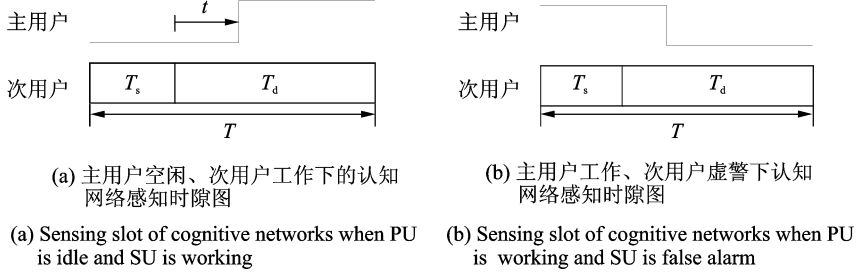 主用户
t
次用户
Ts
Td
T
(a) 主用户空闲、次用户工作下的认知
网络感知时隙图
(a) Sensing slot of cognitive networks when PU
is idle and SU is working
主用户
次用户
Ts
Td
T
(b) 主用户工作、次用户虚警下认知
网络感知时隙图
(b) Sensing slot of cognitive networks when PU
is working and SU is false alarm